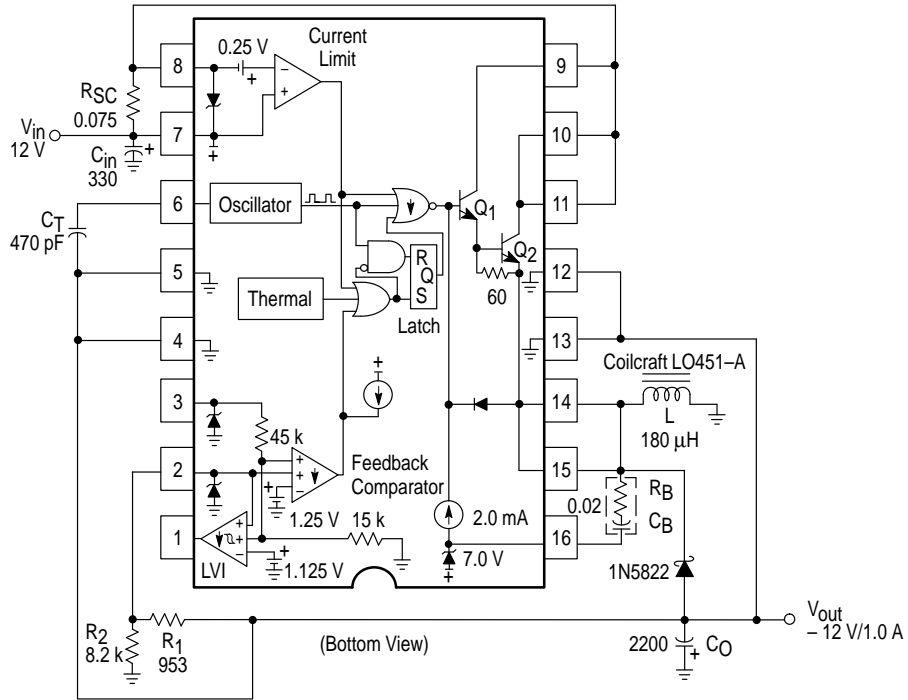 Current
Limit
0.25 V
–
+
+
8
9
RSC
0.075
Vin
12 V
7
+
10
Cin
330
+
6
Oscillator
Q1
11
CT
470 pF
Q2
5
R
Q
S
60
12
Thermal
Latch
4
13
+
Coilcraft LO451–A
3
14
L
180 μH
45 k
2
+
+
–
+
Feedback
Comparator
15
0.02
RB
CB
1.25 V
15 k
2.0 mA
1
+
+
–
+
16
LVI
1.125 V
7.0 V
+
1N5822
R2
8.2 k
R1
953
(Bottom View)
Vout
– 12 V/1.0 A
2200
+
CO